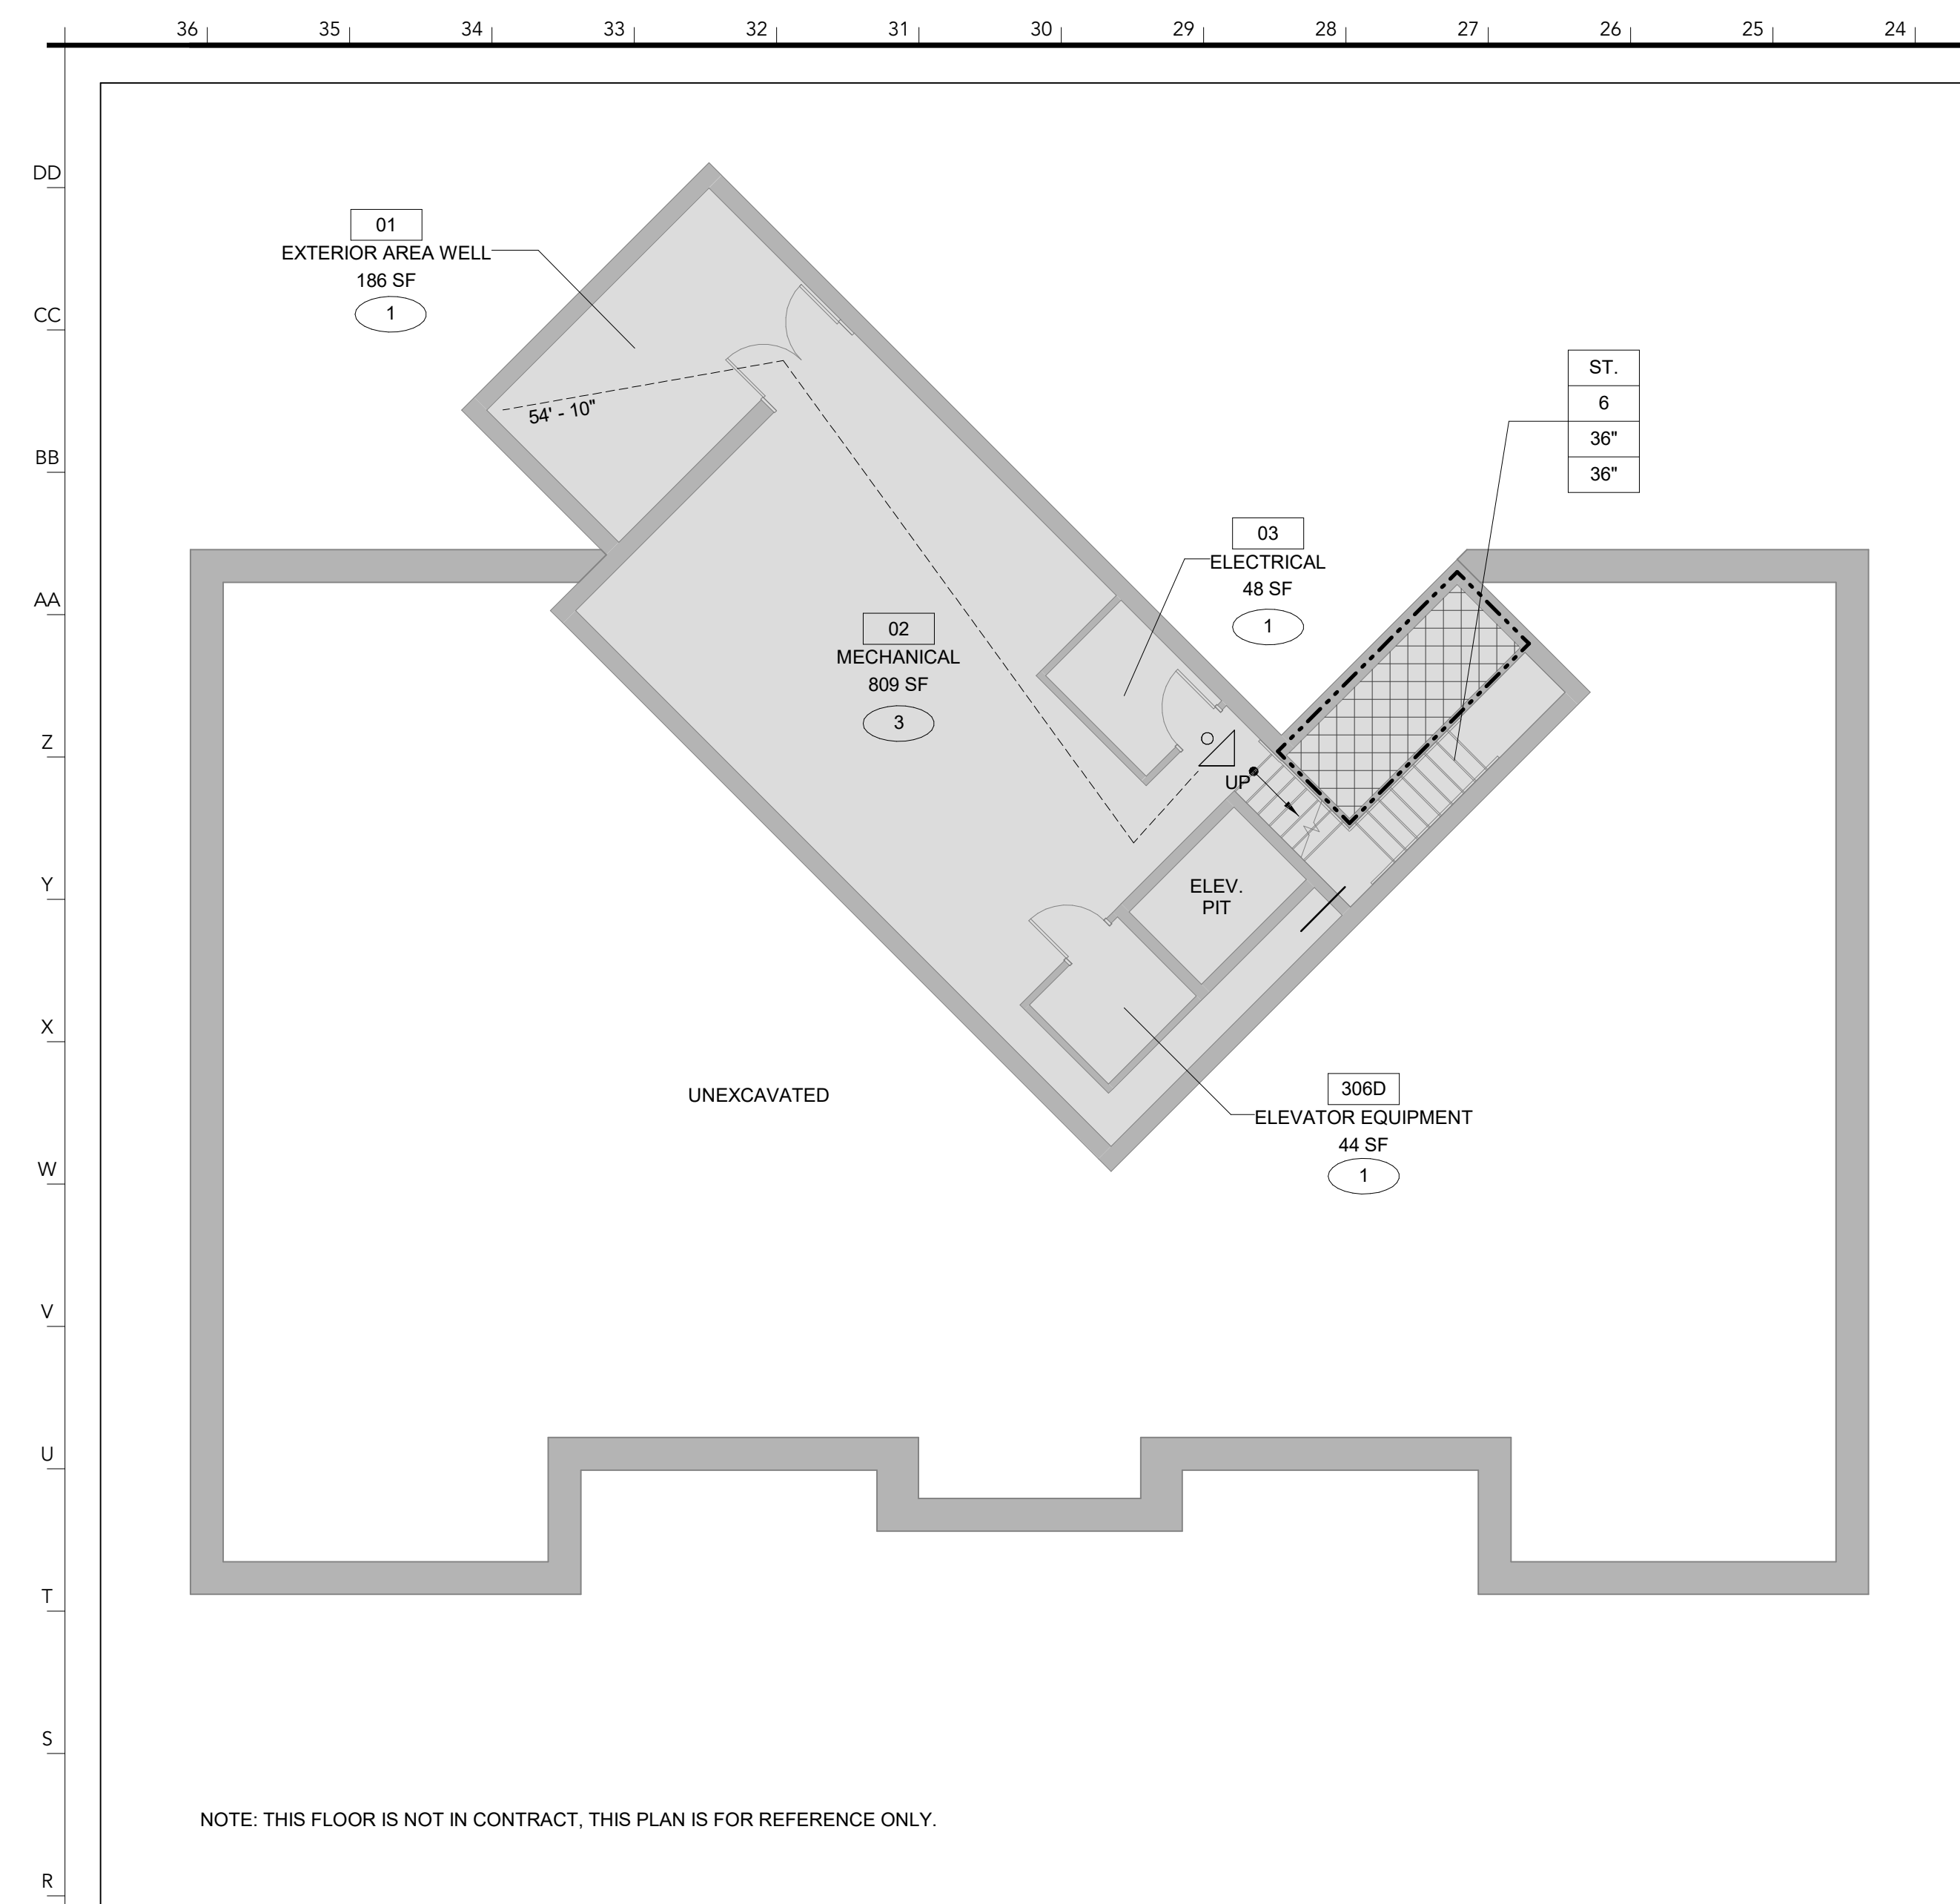 36 35 34 33 32 31 30 29 28 27 26 25 24
DD
01
EXTERIOR AREA WELL
186 SF
1
CC
54' - 10"
ST.
6
36"
36"
BB
03
ELECTRICAL
48 SF
1
AA
02
MECHANICAL
809 SF
3
Z
UP
Y
ELEV.
PIT
X
UNEXCAVATED
306D
ELEVATOR EQUIPMENT
44 SF
1
W
V
U
T
S
NOTE: THIS FLOOR IS NOT IN CONTRACT, THIS PLAN IS FOR REFERENCE ONLY.
R